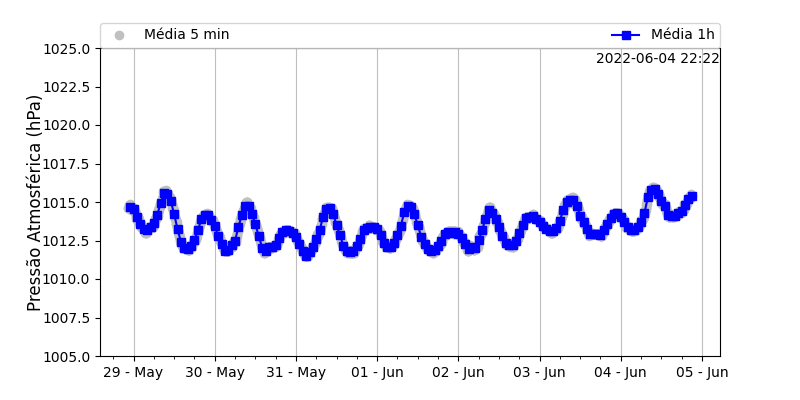 Média 5 min
Média 1h
2022-06-04 22:22
Pressão Atmosférica (hPa)
1025.0
1022.5
1020.0
1017.5
1015.0
1012.5
1010.0
1007.5
1005.0
29 - May
30 - May
31 - May
01 - Jun
02 - Jun
03 - Jun
04 - Jun
05 - Jun